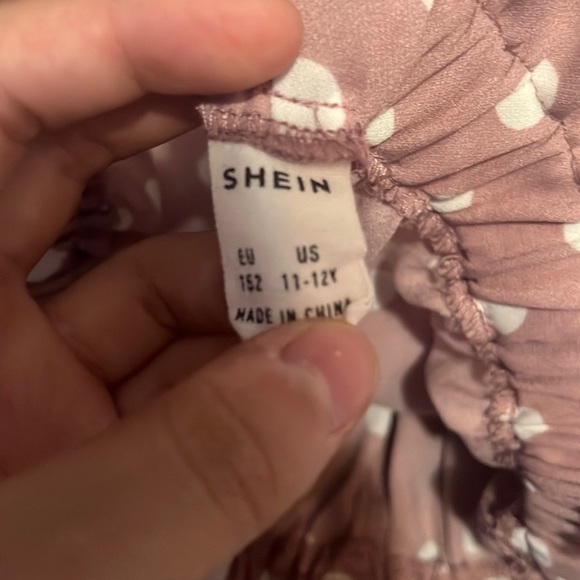 SHEIN
EU US
152 11-12Y
MADE IN CHINA